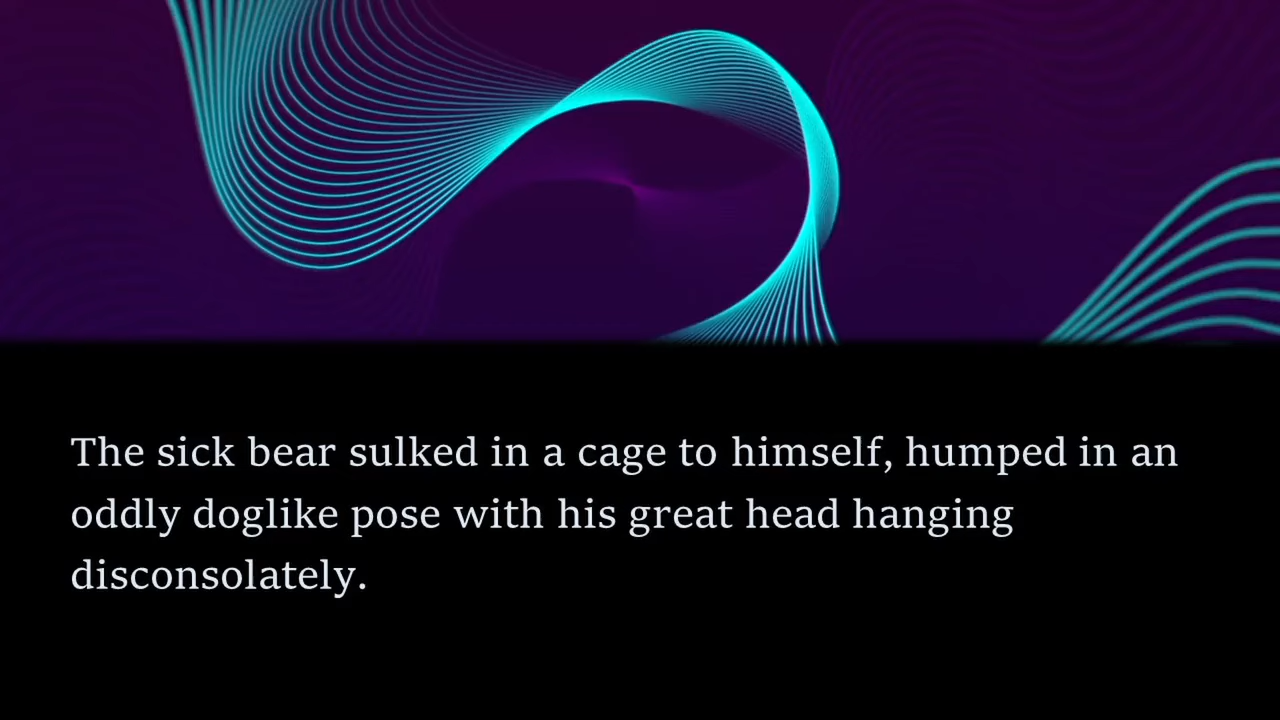 The sick bear sulked in a cage to himself, humped in an
oddly doglike pose with his great head hanging
disconsolately.